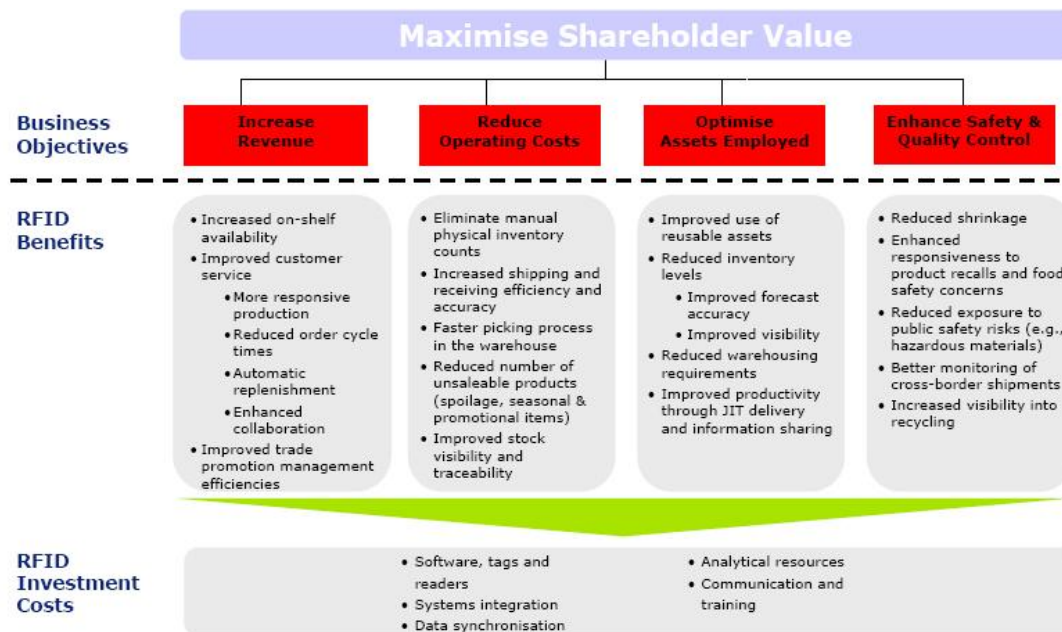 Maximise Shareholder Value
Business
Objectives
Increase
Revenue
Reduce
Operating Costs
Optimise
Assets Employed
Enhance Safety &
Quality Control
RFID
Benefits
• Increased on-shelf
availability
• Improved customer
service
• More responsive
production
• Reduced order cycle
times
• Automatic
replenishment
• Enhanced
collaboration
• Improved trade
promotion management
efficiencies
• Eliminate manual
physical inventory
counts
• Increased shipping and
receiving efficiency and
accuracy
• Faster picking process
in the warehouse
• Reduced number of
unsaleable products
(spoilage, seasonal &
promotional items)
• Improved stock
visibility and
traceability
• Improved use of
reusable assets
• Reduced inventory
levels
• Improved forecast
accuracy
• Improved visibility
• Reduced warehousing
requirements
• Improved productivity
through JIT delivery
and information sharing
• Reduced shrinkage
• Enhanced
responsiveness to
product recalls and food
safety concerns
• Reduced exposure to
public safety risks (e.g.,
hazardous materials)
• Better monitoring of
cross-border shipments
• Increased visibility into
recycling
RFID
Investment
Costs
• Software, tags and
readers
• Systems integration
• Data synchronisation
• Analytical resources
• Communication and
training